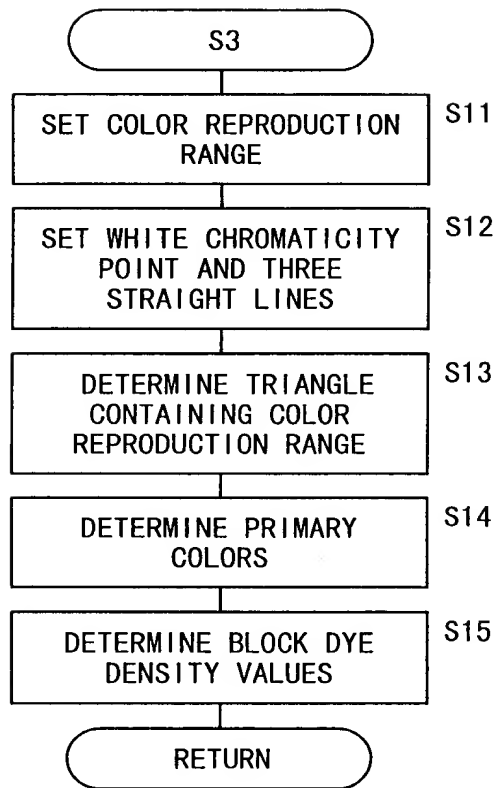 S3
SET COLOR REPRODUCTION
RANGE
S11
SET WHITE CHROMATICITY
POINT AND THREE
STRAIGHT LINES
S12
DETERMINE TRIANGLE
CONTAINING COLOR
REPRODUCTION RANGE
S13
DETERMINE PRIMARY
COLORS
S14
DETERMINE BLOCK DYE
DENSITY VALUES
S15
RETURN